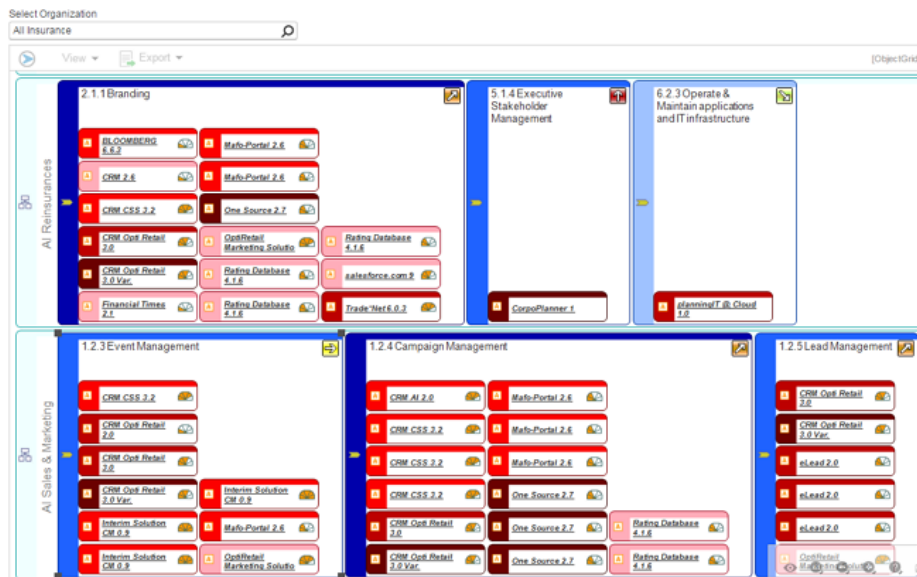 Select Organization
All Insurance
View
Export
[ObjectGrid
AI Reinsurances
2.1.1 Branding
BLOOMBERG
6.6.2
Mafo-Portal 2.6
CRM 2.6
Mafo-Portal 2.6
CRM CSS 3.2
One Source 2.7
CRM Opti Retail
3.0
OptiRetail
Marketing Solutio
Rating Database
4.1.6
CRM Opti Retail
3.0 Var.
Rating Database
4.1.6
salesforce.com 9
Financial Times
2.1
Rating Database
4.1.6
Trade*Net 6.0.3
5.1.4 Executive
Stakeholder
Management
CorpoPlanner 1
6.2.3 Operate &
Maintain applications
and IT infrastructure
planningIT @ Cloud
1.0
AI Sales & Marketing
1.2.3 Event Management
CRM CSS 3.2
CRM Opti Retail
2.0
CRM Opti Retail
3.0
CRM Opti Retail
3.0 Var.
Interim Solution
CM 0.9
Interim Solution
CM 0.9
Mafo-Portal 2.6
Interim Solution
CM 0.9
OptiRetail
Marketing Solutio
1.2.4 Campaign Management
CRM AI 2.0
Mafo-Portal 2.6
CRM CSS 3.2
Mafo-Portal 2.6
CRM CSS 3.2
Mafo-Portal 2.6
CRM CSS 3.2
One Source 2.7
CRM Opti Retail
3.0
One Source 2.7
Rating Database
4.1.6
CRM Opti Retail
3.0 Var.
One Source 2.7
Rating Database
4.1.6
1.2.5 Lead Management
CRM Opti Retail
3.0
CRM Opti Retail
3.0 Var.
eLead 2.0
eLead 2.0
eLead 2.0
OptiRetail